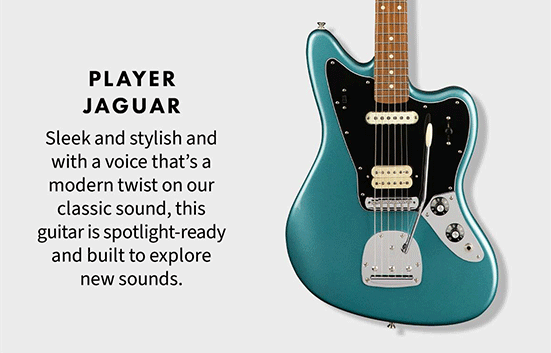 PLAYER
JAGUAR
Sleek and stylish and
with a voice that’s a
modern twist on our
classic sound, this
guitar is spotlight-ready
and built to explore
new sounds.